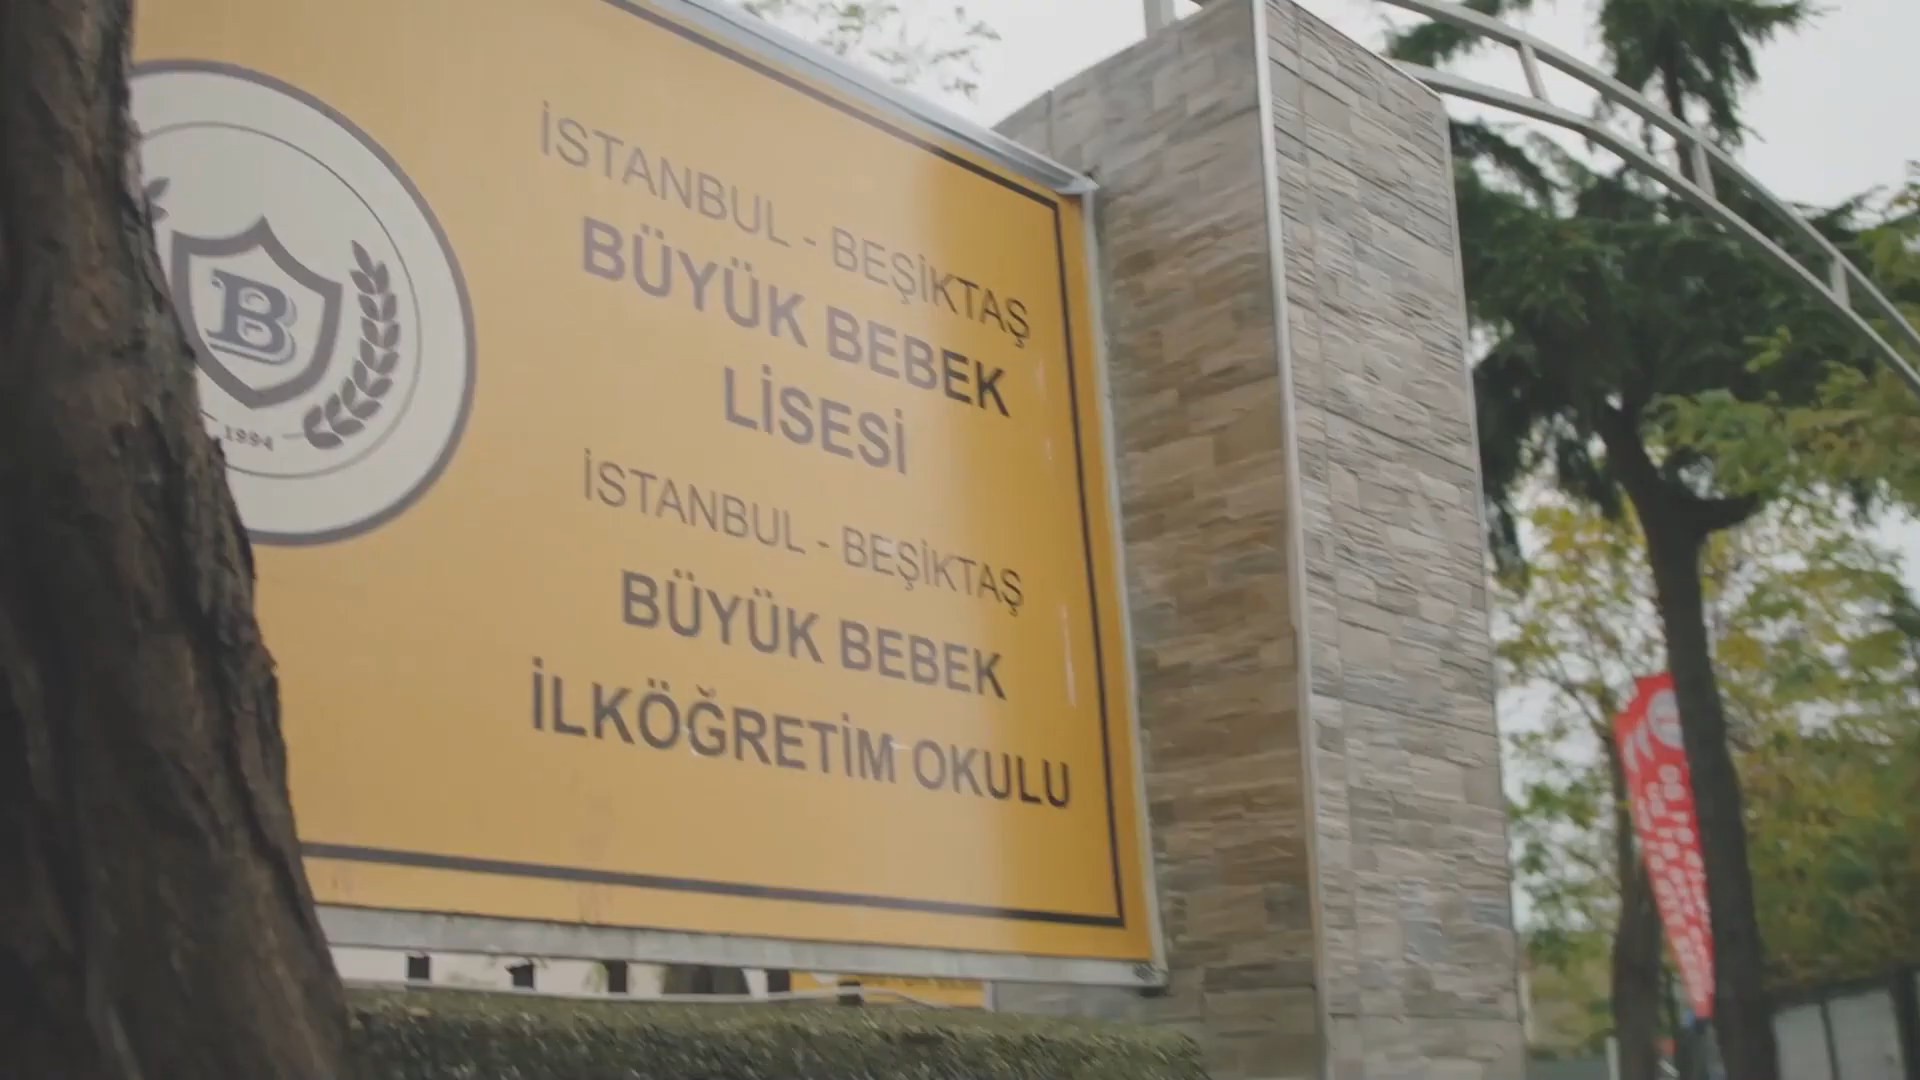 İSTANBUL - BEŞİKTAŞ
BÜYÜK BEBEK
LİSESİ
İSTANBUL - BEŞİKTAŞ
BÜYÜK BEBEK
İLKÖĞRETİM OKULU
B
1994